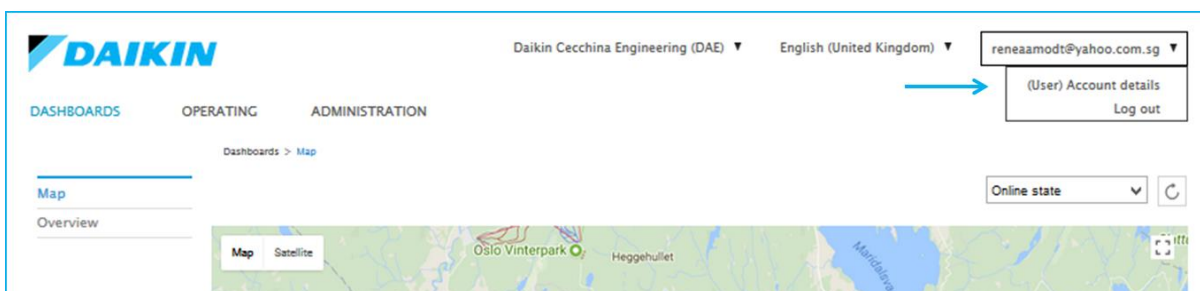 DAIKIN
Daikin Cecchina Engineering (DAE) ▼ English (United Kingdom) ▼ reneaamodt@yahoo.com.sg ▼
(User) Account details
Log out
DASHBOARDS OPERATING ADMINISTRATION
Dashboards > Map
Map
Overview
Online state
Map Satellite
Oslo Vinterpark
Heggehullet